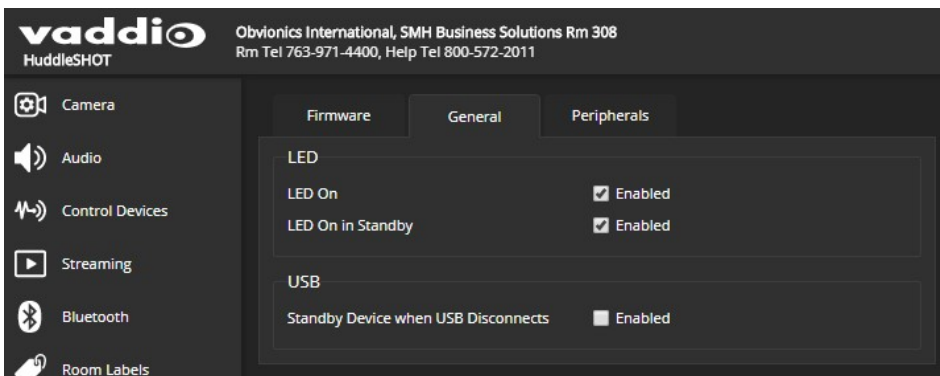 vaddio
HuddleSHOT
Obvionics International, SMH Business Solutions Rm 308
Rm Tel 763-971-4400, Help Tel 800-572-2011
Camera
Audio
Control Devices
Streaming
Bluetooth
Room Labels
Firmware
General
Peripherals
LED
LED On
Enabled
LED On in Standby
Enabled
USB
Standby Device when USB Disconnects
Enabled